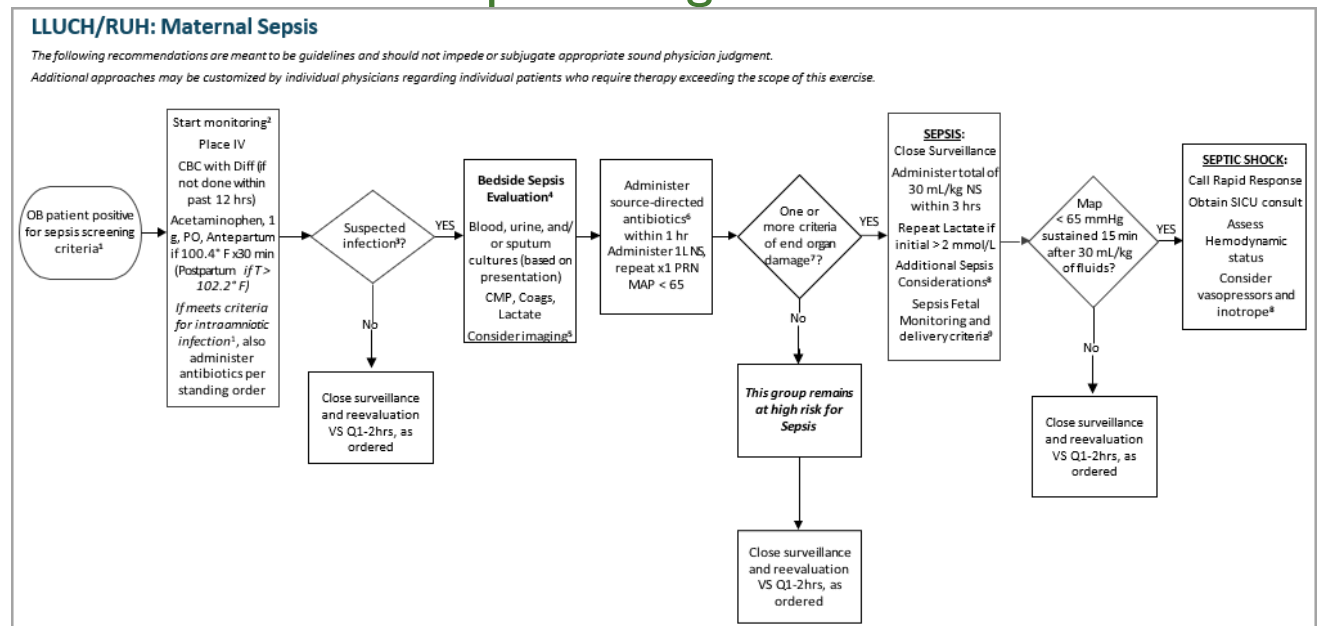 LLUCH/RUH: Maternal Sepsis
The following recommendations are meant to be guidelines and should not impede or subjugate appropriate sound physician judgment.
Additional approaches may be customized by individual physicians regarding individual patients who require therapy exceeding the scope of this exercise.
OB patient positive
for sepsis screening
criteria¹
Start monitoring²
Place IV
CBC with Diff (if
not done within
past 12 hrs)
Acetaminophen, 1
g, PO, Antepartum
if 100.4° F x30 min
(Postpartum if T>
102.2° F)
If meets criteria
for intraamniotic
infection¹, also
administer
antibiotics per
standing order
Suspected
infection³?
YES
No
Close surveillance
and reevaluation
VS Q1-2hrs, as
ordered
Bedside Sepsis
Evaluation⁴
Blood, urine, and/
or sputum
cultures (based on
presentation)
CMP, Coags,
Lactate
Consider imaging⁵
Administer
source-directed
antibiotics⁶
within 1 hr
Administer 1L NS,
repeat x1 PRN
MAP < 65
One or
more criteria
of end organ
damage⁷?
YES
No
This group remains
at high risk for
Sepsis
Close surveillance
and reevaluation
VS Q1-2hrs, as
ordered
SEPSIS:
Close Surveillance
Administer total of
30 mL/kg NS
within 3 hrs
Repeat Lactate if
initial > 2 mmol/L
Additional Sepsis
Considerations⁸
Sepsis Fetal
Monitoring and
delivery criteria⁹
Map
< 65 mmHg
sustained 15 min
after 30 mL/kg
of fluids?
YES
No
Close surveillance
and reevaluation
VS Q1-2hrs, as
ordered
SEPTIC SHOCK:
Call Rapid Response
Obtain SICU consult
Assess
Hemodynamic
status
Consider
vasopressors and
inotrope⁸